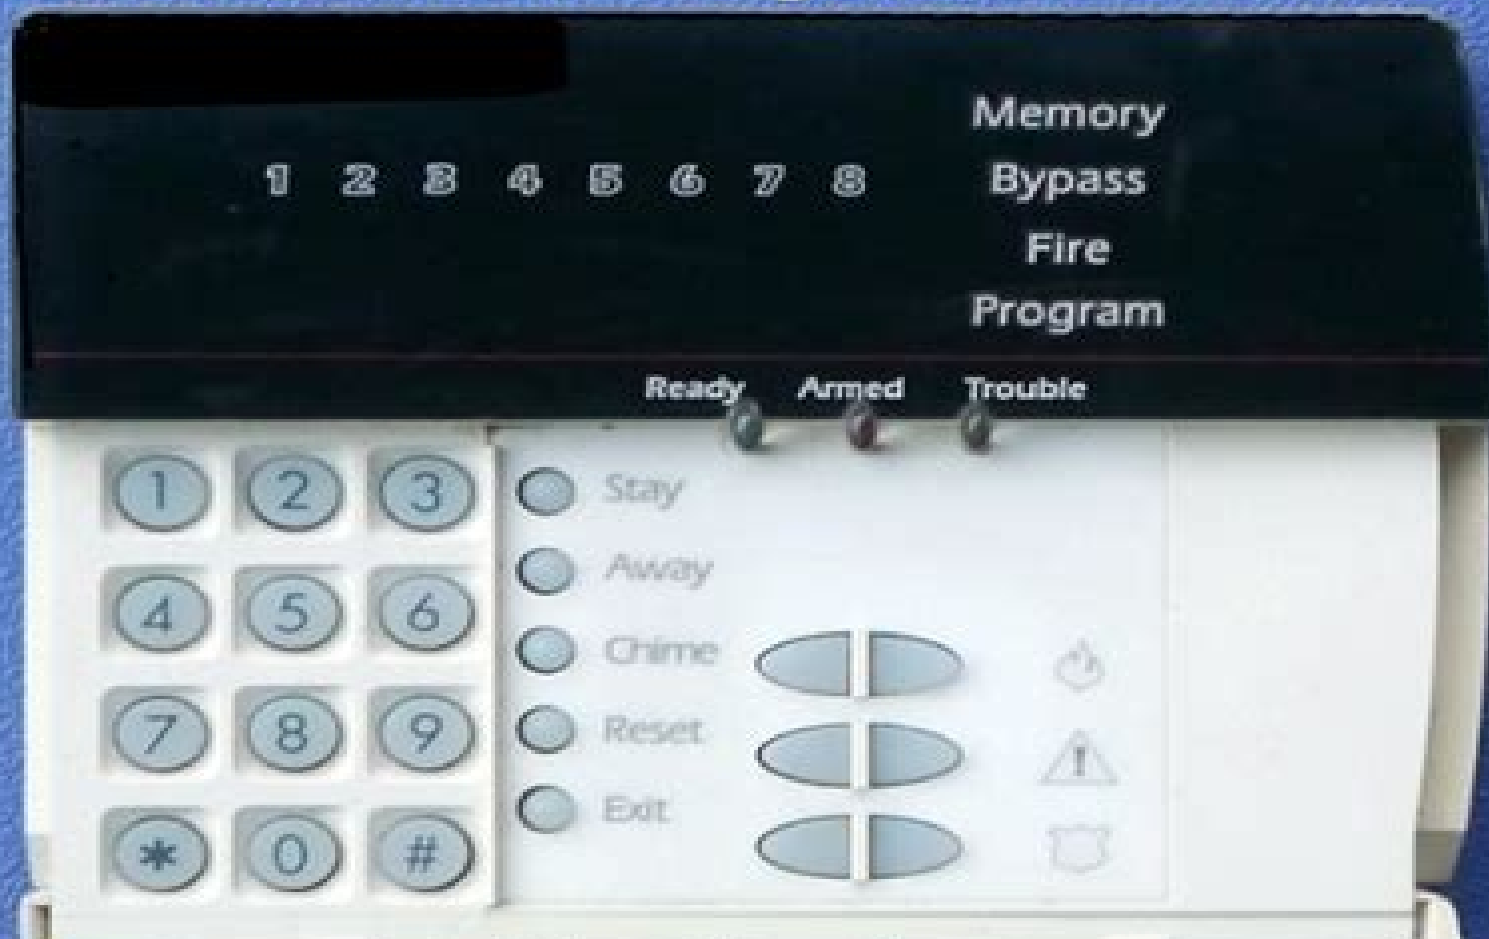 1 2 3 4 5 6 7 8
Memory
Bypass
Fire
Program
Ready Armed Trouble
1 2 3
4 5 6
7 8 9
* 0 #
Stay
Away
Chime
Reset
Exit
!